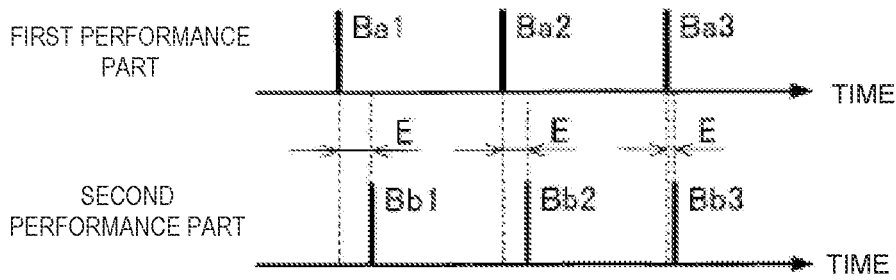 FIRST PERFORMANCE
PART
Ba1
Ba2
Ba3
TIME
E
E
E
SECOND
PERFORMANCE PART
Bb1
Bb2
Bb3
TIME